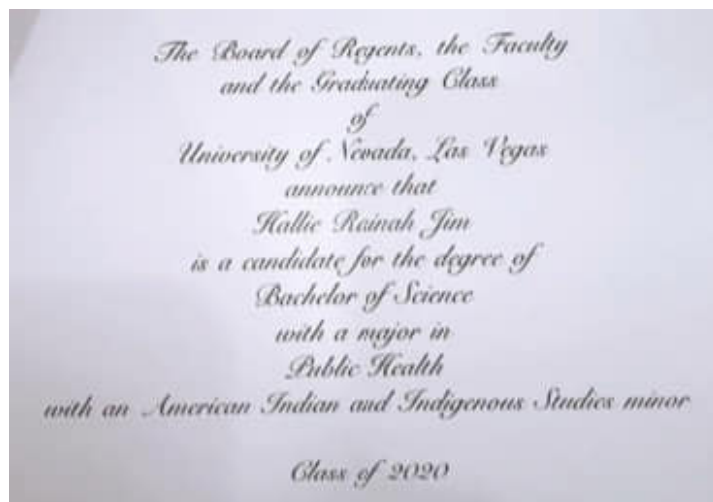 The Board of Regents, the Faculty
and the Graduating Class
of
University of Nevada, Las Vegas
announce that
Hallie Rainah Jim
is a candidate for the degree of
Bachelor of Science
with a major in
Public Health
with an American Indian and Indigenous Studies minor
Class of 2020